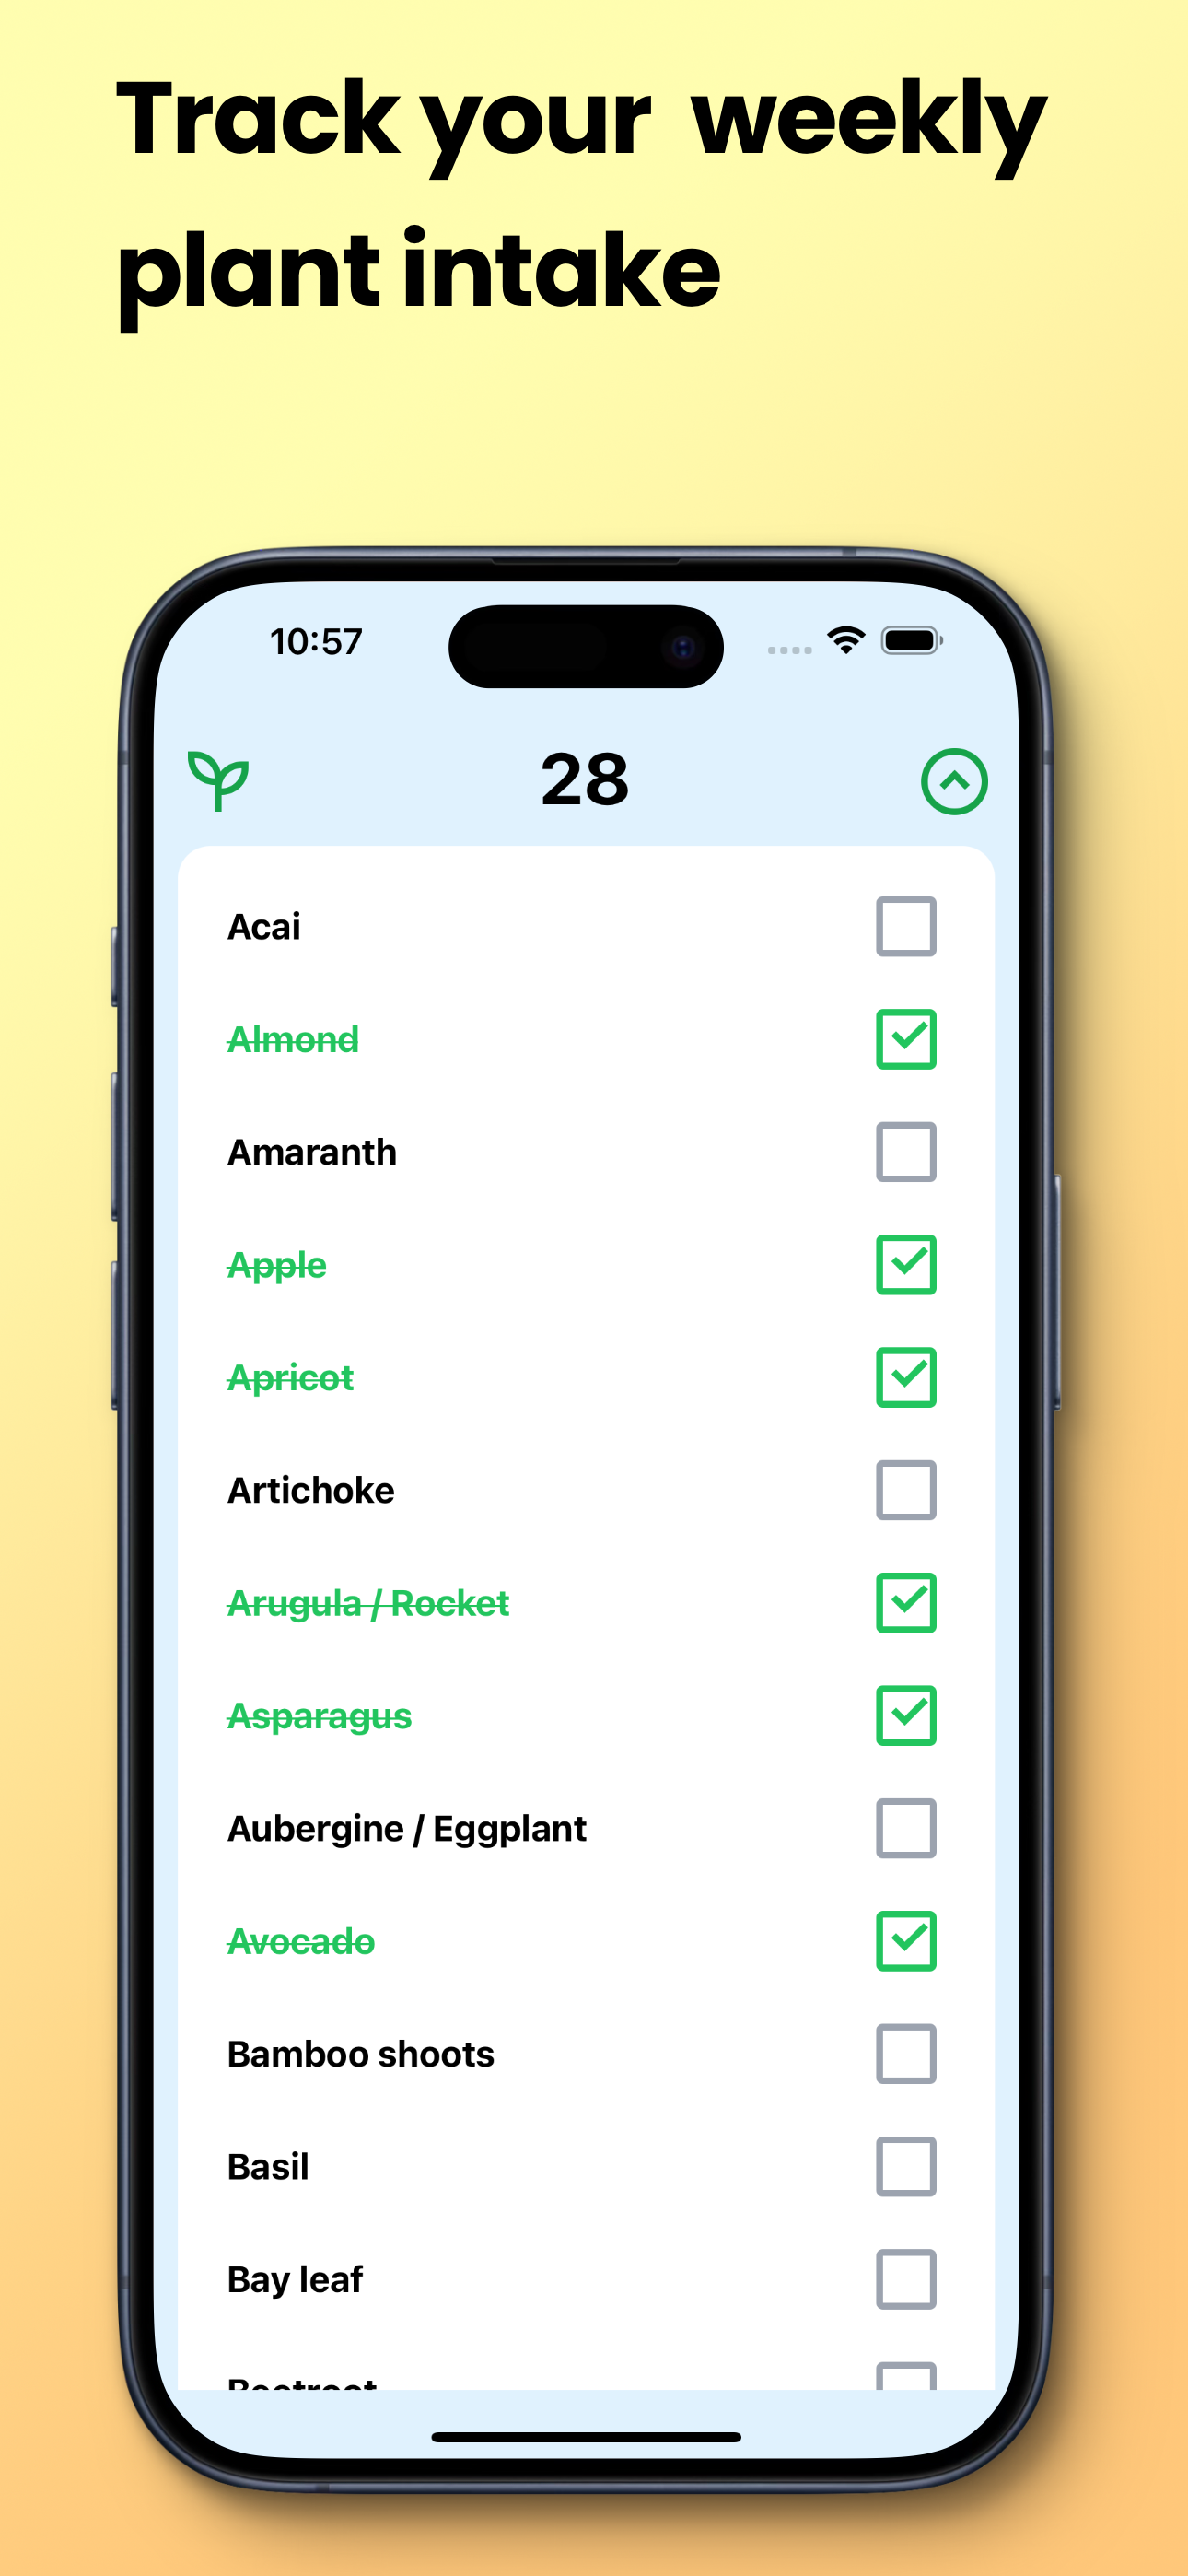 Track your weekly
plant intake
10:57
28
Acai
Almond
Amaranth
Apple
Apricot
Artichoke
Arugula / Rocket
Asparagus
Aubergine / Eggplant
Avocado
Bamboo shoots
Basil
Bay leaf
Beetroot